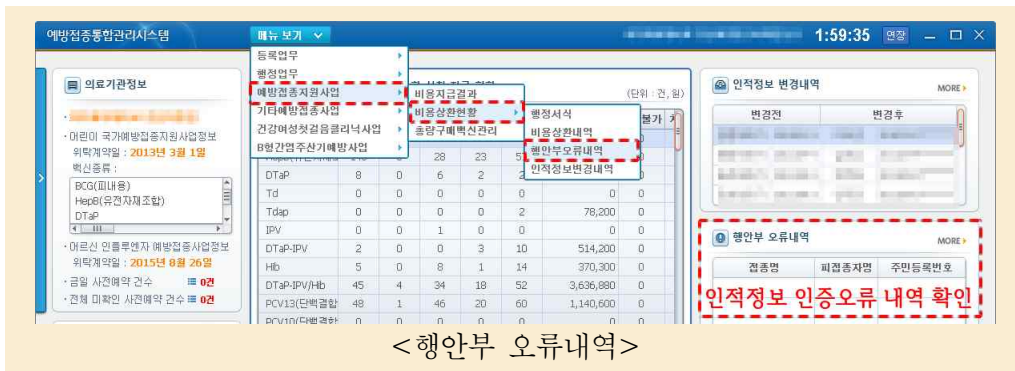 예방접종통합관리시스템
메뉴 보기
1:59:35
연장
등록업무
행정업무
예방접종지원사업
기타예방접종사업
건강여성첫걸음클리닉사업
B형간염주산기예방사업
비용지급결과
비용상환현황
총량구매백신관리
행정서식
비용상환내역
행안부오류내역
인적정보변경내역
의료기관정보
·어린이 국가예방접종지원사업정보
위탁계약일 : 2013년 3월 1일
백신종류 :
BCG(피내용)
HepB(유전자재조합)
DTaP
·어르신 인플루엔자 예방접종사업정보
위탁계약일 : 2015년 8월 26일
·금일 사전예약 건수 0건
·전체 미확인 사전예약 건수 0건
(단위 : 건, 원)
불가
28 23
DTaP 8 0 6 2 0
Td 0 0 0 0 0 0 0
Tdap 0 0 0 0 2 78,200 0
IPV 0 0 1 0 0 0 0
DTaP-IPV 2 0 0 3 10 514,200 0
Hib 5 0 8 1 14 370,300 0
DTaP-IPV/Hib 45 4 34 18 52 3,636,880 0
PCV13(단백결합 48 1 46 20 60 1,140,600 0
PCV10(단백결합 0 0 0 0 0 0 0
인적정보 변경내역
MORE
변경전 변경후
행안부 오류내역
MORE
접종명 피접종자명 주민등록번호
인적정보 인증오류 내역 확인
<행안부 오류내역>